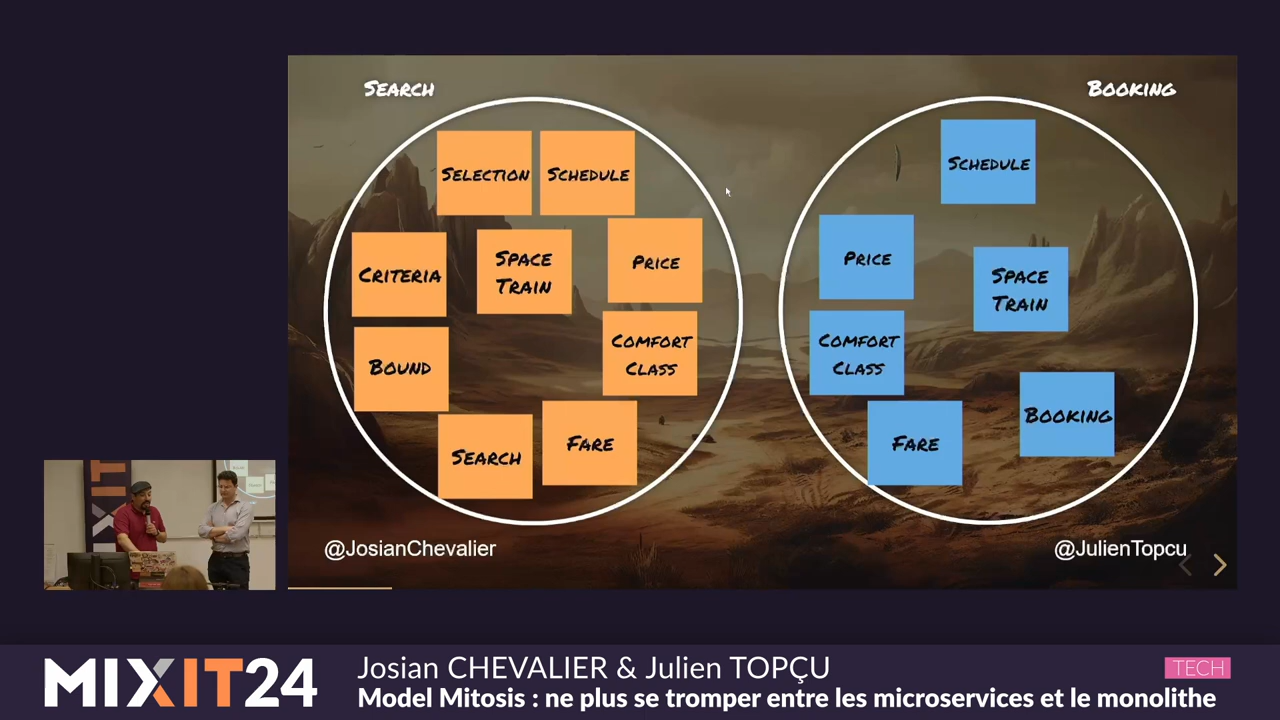 SEARCH
BOOKING
SELECTION
SCHEDULE
CRITERIA
SPACE
TRAIN
PRICE
BOUND
COMFORT
CLASS
SEARCH
FARE
SCHEDULE
PRICE
SPACE
TRAIN
COMFORT
CLASS
BOOKING
FARE
@JosianChevalier
@JulienTopcu
XIT
MIXIT24
Josian CHEVALIER & Julien TOPÇU
TECH
Model Mitosis : ne plus se tromper entre les microservices et le monolithe